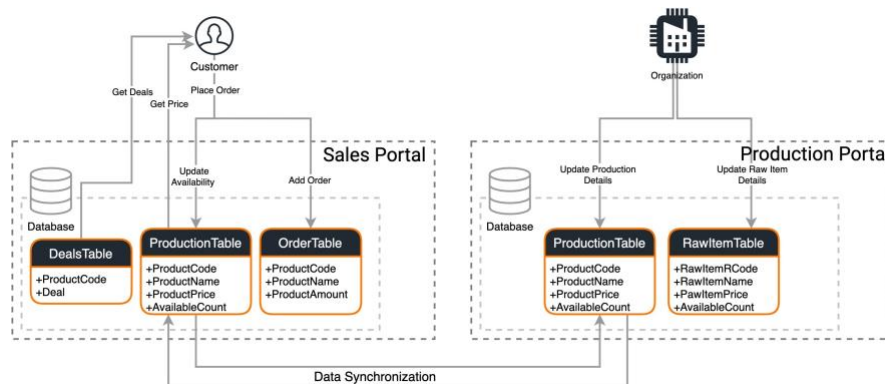 Customer
Organization
Get Deals
Place Order
Get Price
Sales Portal
Production Portal
Update
Availability
Add Order
Update Production
Details
Update Raw Item
Details
Database
Database
DealsTable
+ProductCode
+Deal
ProductionTable
+ProductCode
+ProductName
+ProductPrice
+AvailableCount
OrderTable
+ProductCode
+ProductName
+ProductAmount
ProductionTable
+ProductCode
+ProductName
+ProductPrice
+AvailableCount
RawItemTable
+RawItemRCode
+RawItemName
+PawItemPrice
+AvailableCount
Data Synchronization